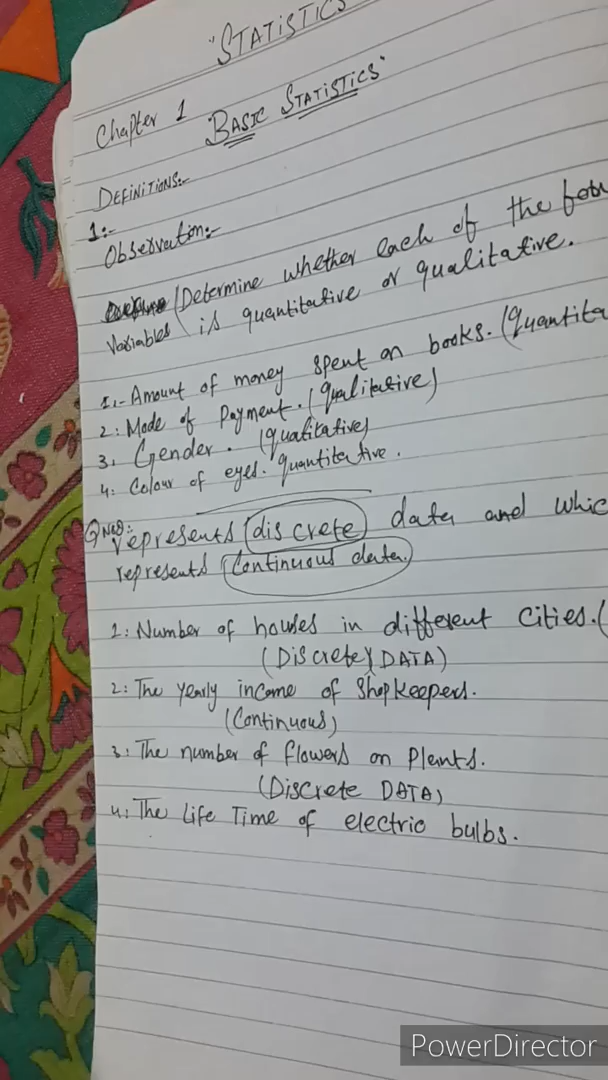 "STATISTICS
Chapter 1
BASIC STATISTICS"
DEFINITIONS:-
1:-
Observation:-
(Determine whether each of the
Variables is quantitative or qualitative.
1:- Amount of money spent on books. (Quantita
2: Mode of Payment. (Qualitative)
3. Gender. (qualitative)
4: Colour of eyes. quantitative.
represents discrete data and whic
represents Continuous data.
1: Number of houses in different Cities. (
(Discrete DATA)
2: The yearly income of Shopkeepers.
(Continuous)
3: The number of flowers on Plants.
(Discrete DATA)
4: The Life Time of electric bulbs.
PowerDirector